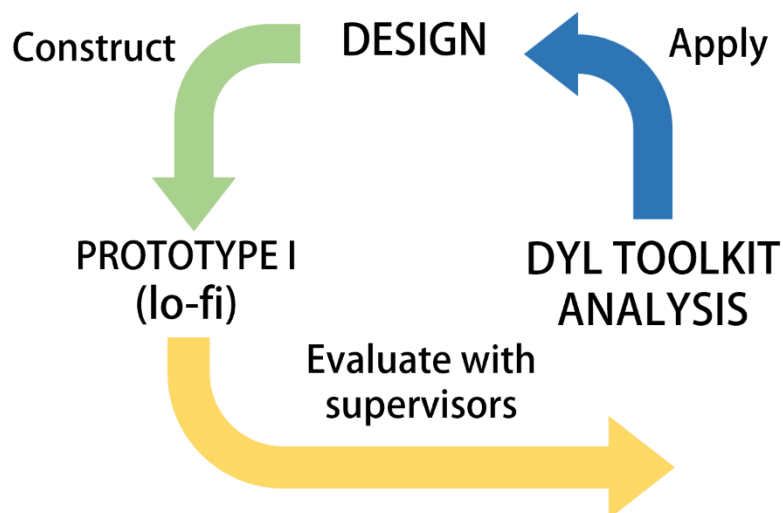 Construct
DESIGN
Apply
PROTOTYPE I
(lo-fi)
DYL TOOLKIT
ANALYSIS
Evaluate with
supervisors